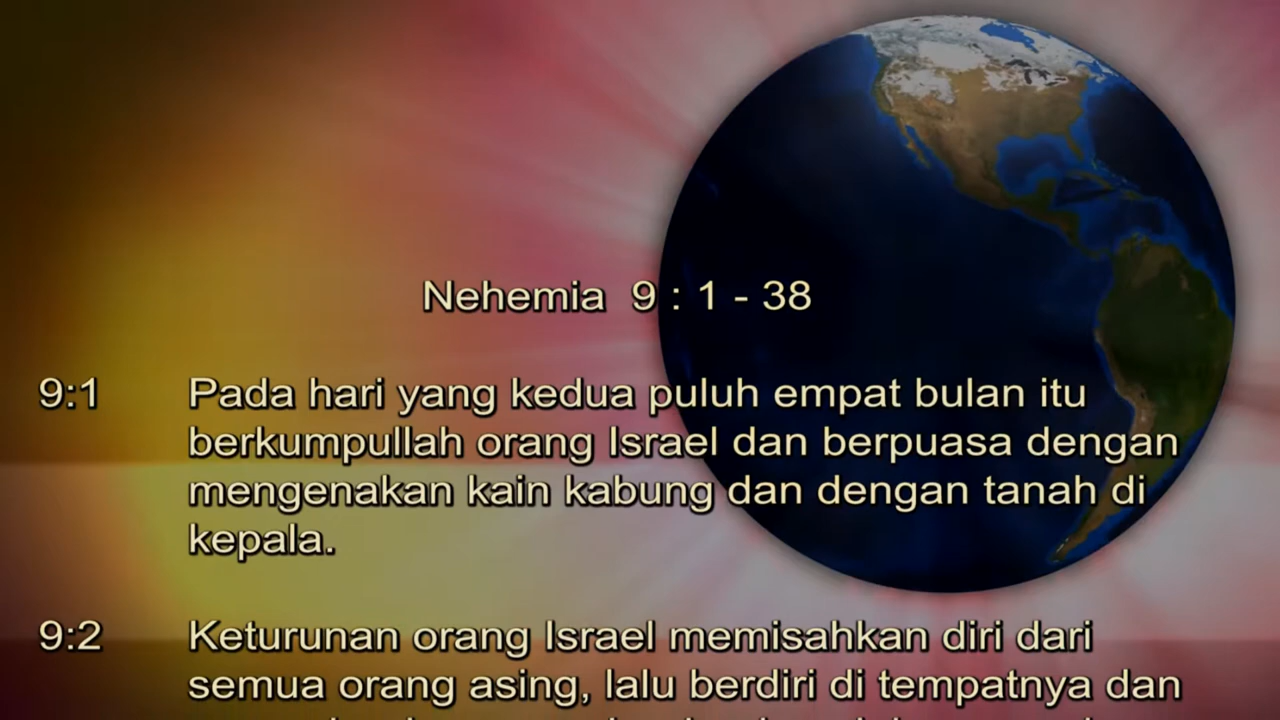 Nehemia 9 : 1 - 38
9:1 Pada hari yang kedua puluh empat bulan itu
berkumpullah orang Israel dan berpuasa dengan
mengenakan kain kabung dan dengan tanah di
kepala.
9:2 Keturunan orang Israel memisahkan diri dari
semua orang asing, lalu berdiri di tempatnya dan